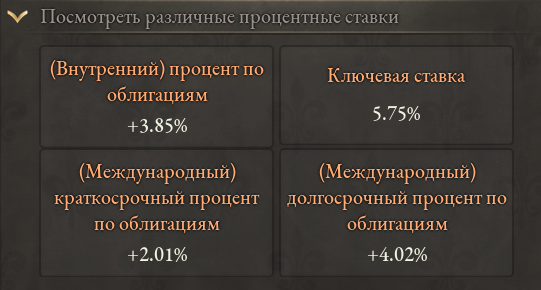 Посмотреть различные процентные ставки
(Внутренний) процент по
облигациям
+3.85%
Ключевая ставка
5.75%
(Международный)
краткосрочный процент
по облигациям
+2.01%
(Международный)
долгосрочный процент по
облигациям
+4.02%